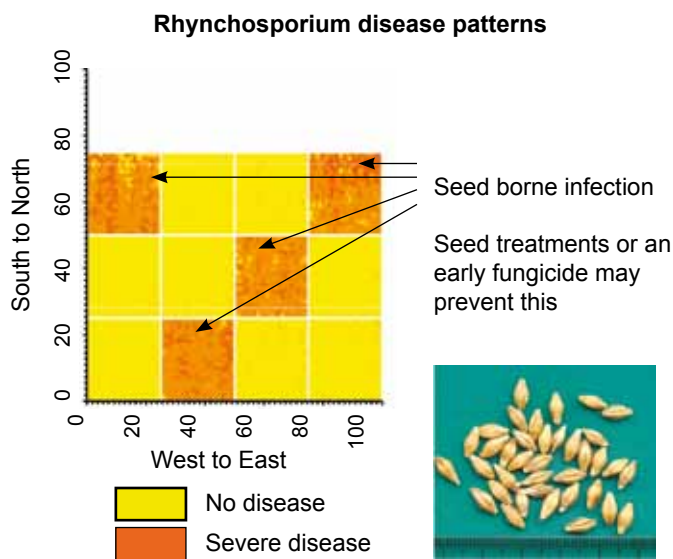 Rhynchosporium disease patterns
100
80
60
40
20
0
South to North
Seed borne infection
Seed treatments or an
early fungicide may
prevent this
0
20
40
60
80
100
West to East
No disease
Severe disease